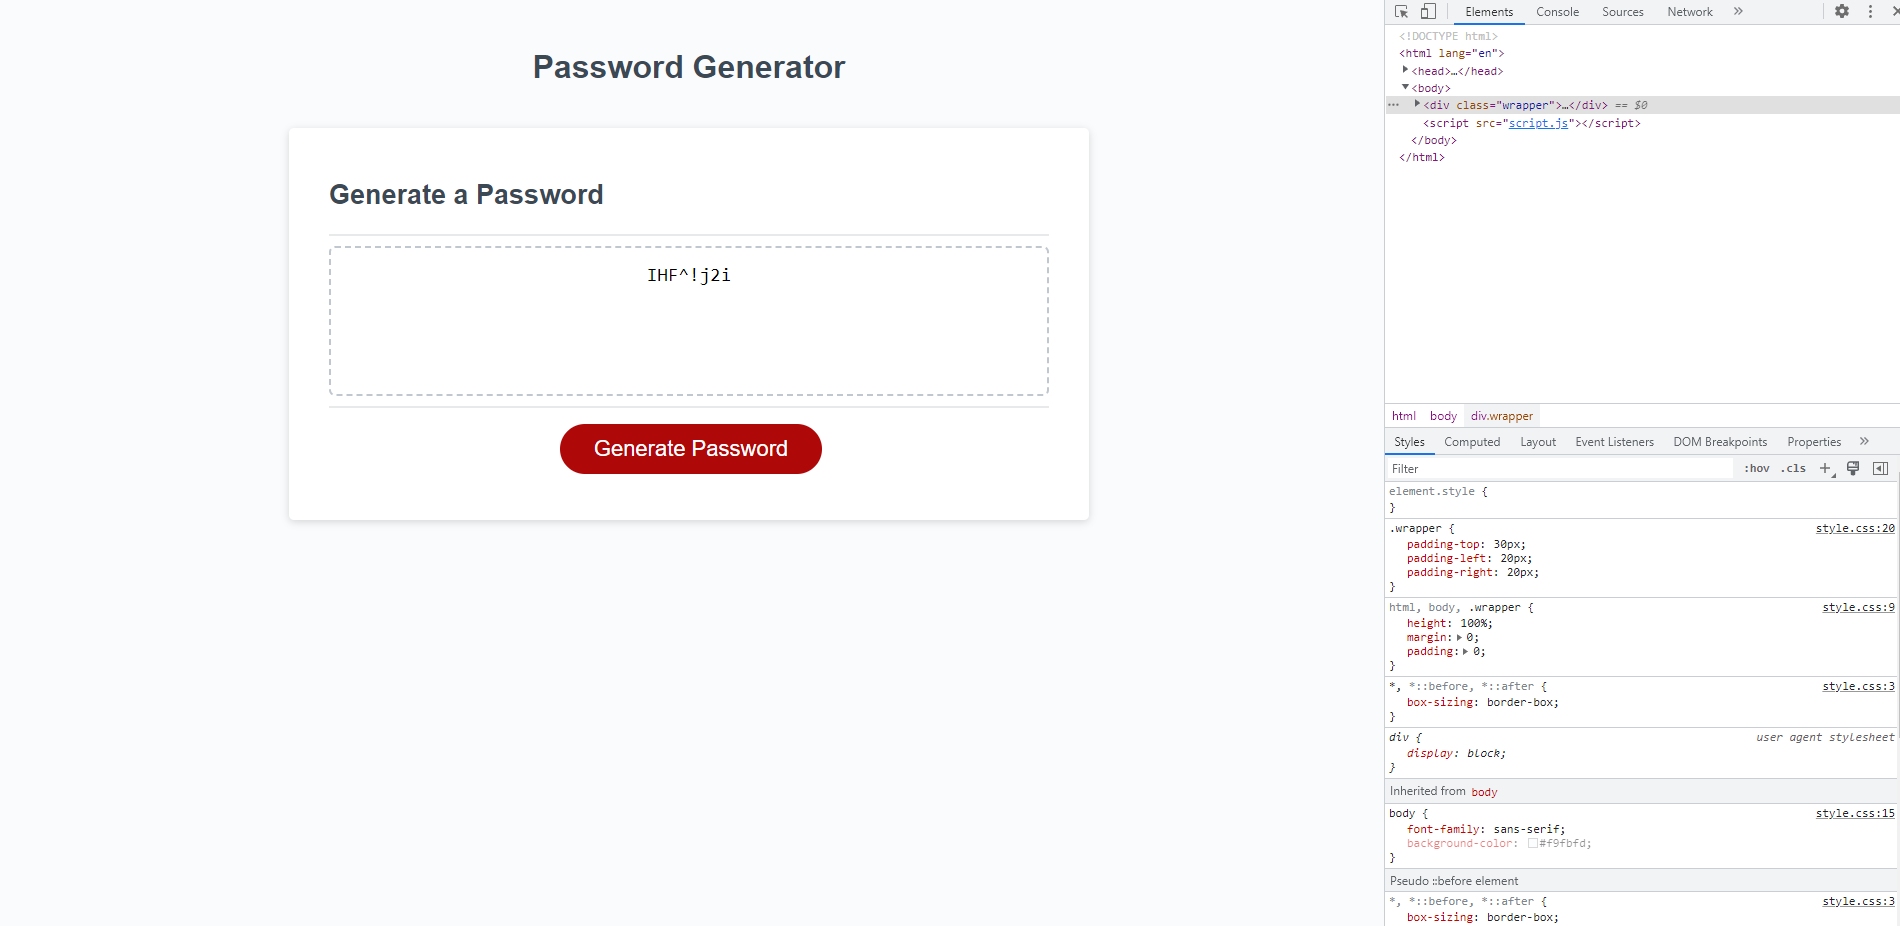 Password Generator
Generate a Password
IHF^!j2i
Generate Password
Elements Console Sources Network »
<!DOCTYPE html>
<html lang="en">
<head>…</head>
<body>
<div class="wrapper">…</div> == $0
<script src="script.js"></script>
</body>
</html>
html body div.wrapper
Styles Computed Layout Event Listeners DOM Breakpoints Properties »
Filter :hov .cls +
element.style {
}
.wrapper { style.css:20
padding-top: 30px;
padding-left: 20px;
padding-right: 20px;
}
html, body, .wrapper { style.css:9
height: 100%;
margin: 0;
padding: 0;
}
*, *::before, *::after { style.css:3
box-sizing: border-box;
}
div { user agent stylesheet
display: block;
}
Inherited from body
body { style.css:15
font-family: sans-serif;
background-color: #f9fbfd;
}
Pseudo ::before element
*, *::before, *::after { style.css:3
box-sizing: border-box;